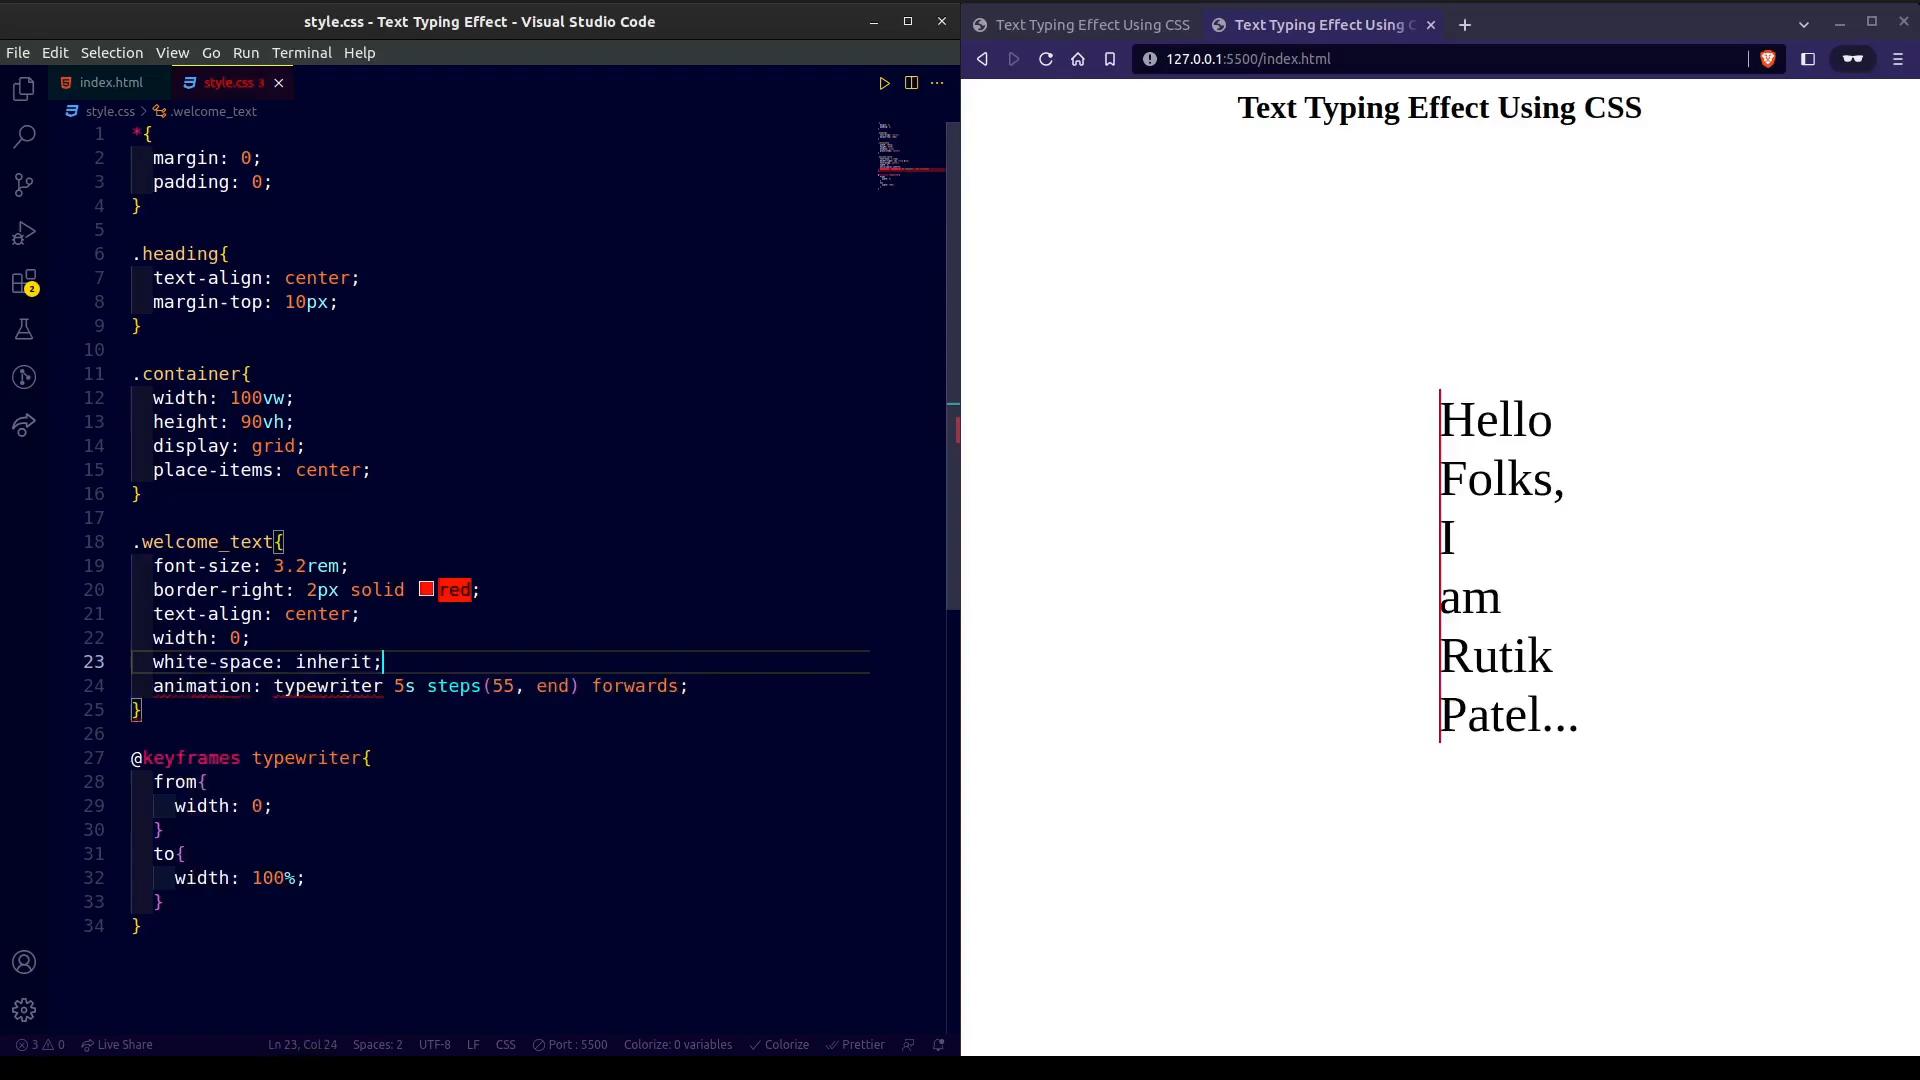 style.css - Text Typing Effect - Visual Studio Code
File Edit Selection View Go Run Terminal Help
index.html
style.css 3
style.css > .welcome_text
1 *{
2 margin: 0;
3 padding: 0;
4 }
5
6 .heading{
7 text-align: center;
8 margin-top: 10px;
9 }
10
11 .container{
12 width: 100vw;
13 height: 90vh;
14 display: grid;
15 place-items: center;
16 }
17
18 .welcome_text{
19 font-size: 3.2rem;
20 border-right: 2px solid red;
21 text-align: center;
22 width: 0;
23 white-space: inherit;
24 animation: typewriter 5s steps(55, end) forwards;
25 }
26
27 @keyframes typewriter{
28 from{
29 width: 0;
30 }
31 to{
32 width: 100%;
33 }
34 }
2
3 0 Live Share Ln 23, Col 24 Spaces: 2 UTF-8 LF CSS Port : 5500 Colorize: 0 variables Colorize Prettier
Text Typing Effect Using CSS
Text Typing Effect Using C
127.0.0.1:5500/index.html
Text Typing Effect Using CSS
Hello
Folks,
I
am
Rutik
Patel...